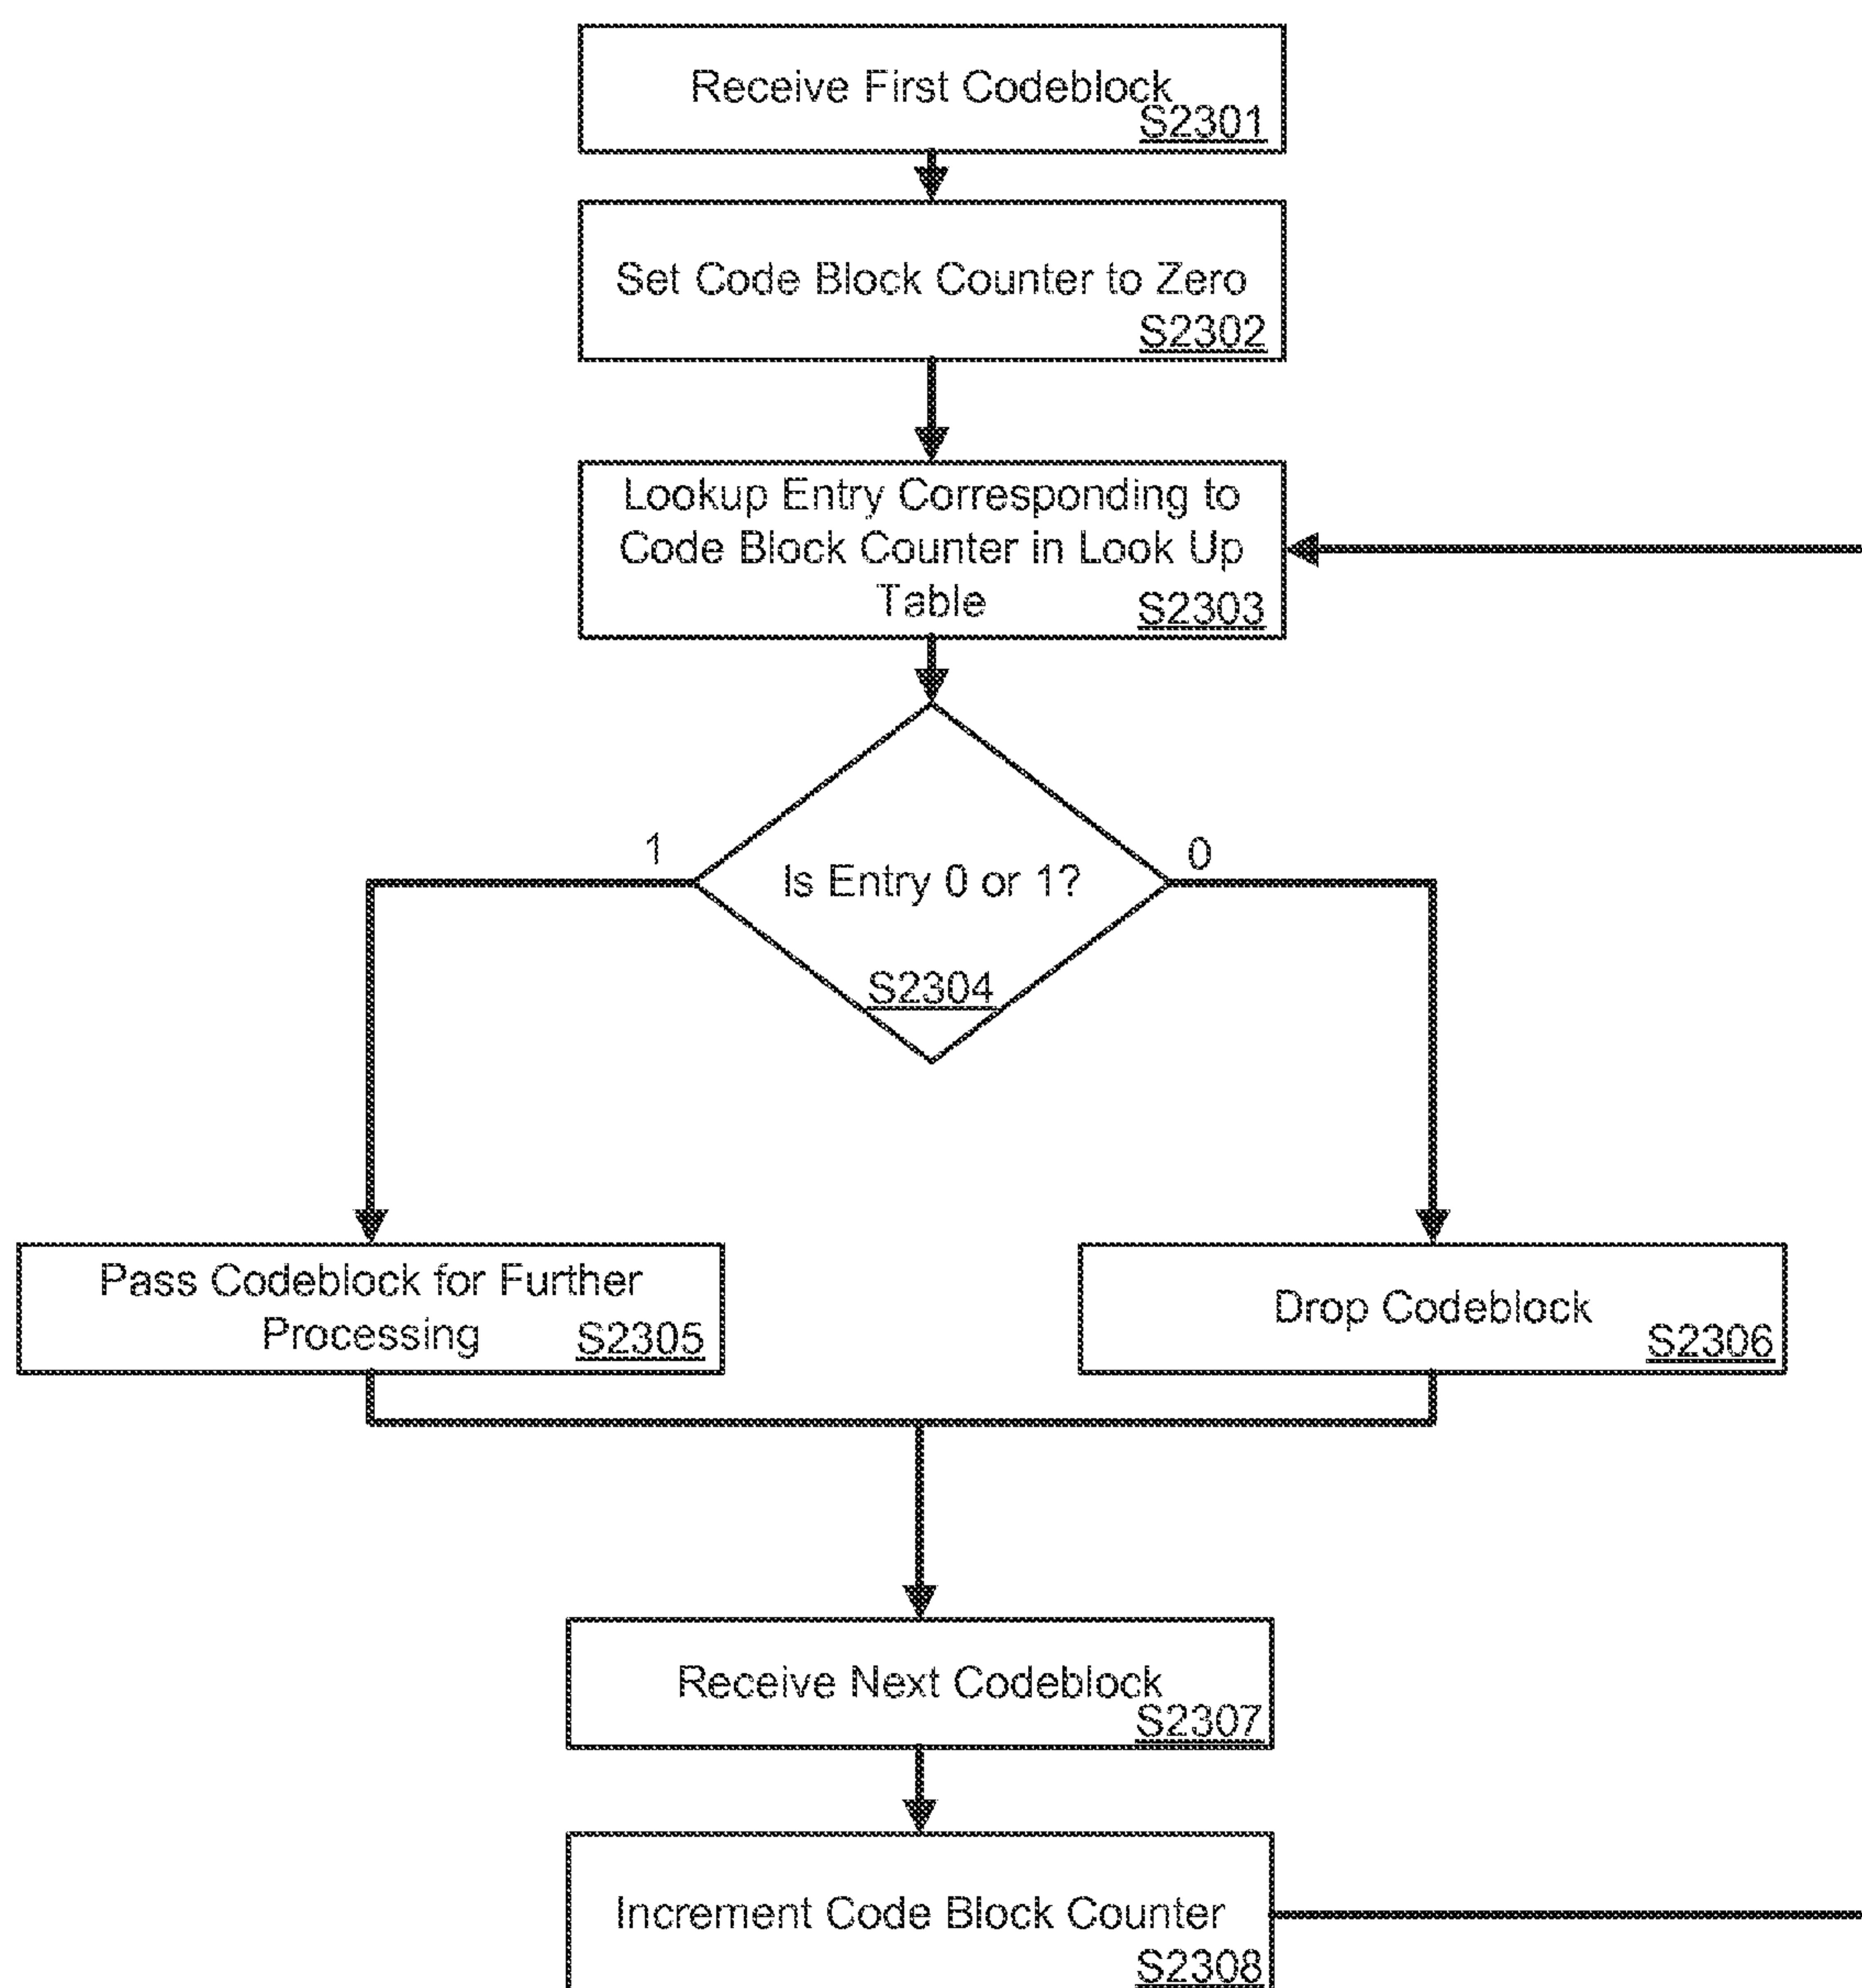 Receive First Codeblock
S2301
Set Code Block Counter to Zero
S2302
Lookup Entry Corresponding to
Code Block Counter in Look Up
Table
S2303
1
0
Is Entry 0 or 1?
S2304
Pass Codeblock for Further
Processing
S2305
Drop Codeblock
S2306
Receive Next Codeblock
S2307
Increment Code Block Counter
S2308